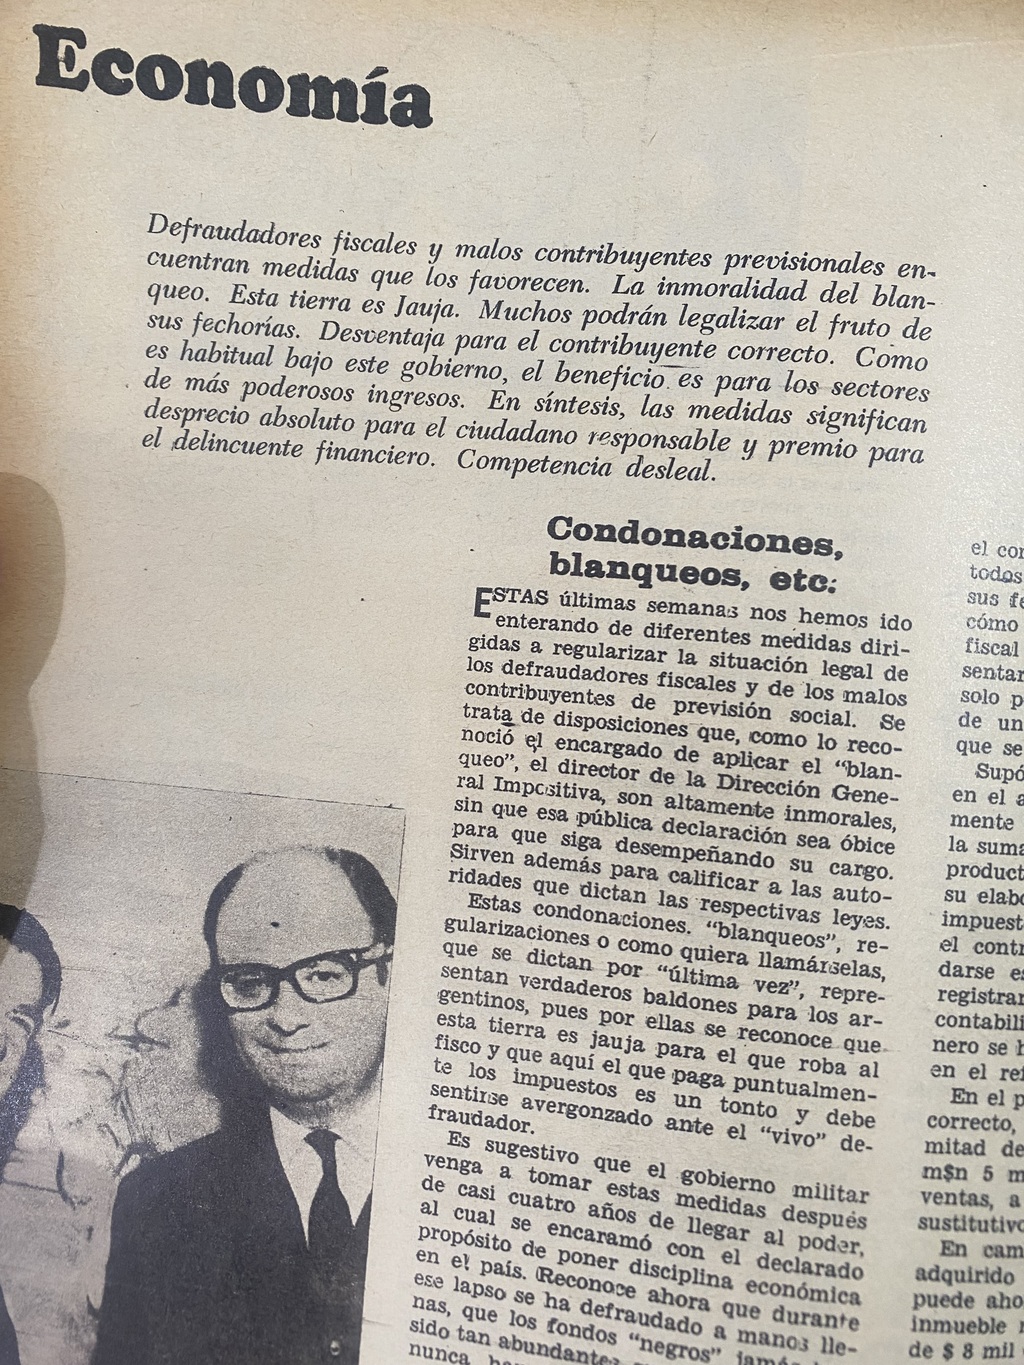 Economía
Defraudadores fiscales y malos contribuyentes previsionales en-
cuentran medidas que los favorecen. La inmoralidad del blan-
queo. Esta tierra es Jauja. Muchos podrán legalizar el fruto de
sus fechorías. Desventaja para el contribuyente correcto. Como
es habitual bajo este gobierno, el beneficio es para los sectores
de más poderosos ingresos. En síntesis, las medidas significan
desprecio absoluto para el ciudadano responsable y premio para
el delincuente financiero. Competencia desleal.
Condonaciones,
blanqueos, etc.
ESTAS últimas semanas nos hemos ido
enterando de diferentes medidas diri-
gidas a regularizar la situación legal de
los defraudadores fiscales y de los malos
contribuyentes de previsión social. Se
trata de disposiciones que, como lo reco-
noció el encargado de aplicar el "blan-
queo", el director de la Dirección Gene-
ral Impositiva, son altamente inmorales,
sin que esa pública declaración sea óbice
para que siga desempeñando su cargo.
Sirven además para calificar a las auto-
ridades que dictan las respectivas leyes.
Estas condonaciones. "blanqueos", re-
gularizaciones o como quiera llamárselas,
que se dictan por "última vez", repre-
sentan verdaderos baldones para los ar-
gentinos, pues por ellas se reconoce que
esta tierra es jauja para el que roba al
fisco y que aquí el que paga puntualmen-
te los impuestos es un tonto y debe
sentirse avergonzado ante el "vivo" de-
fraudador.
Es sugestivo que el gobierno militar
venga a tomar estas medidas después
de casi cuatro años de llegar al poder,
al cual se encaramó con el declarado
propósito de poner disciplina económica
en el país. (Reconoce ahora que durante
ese lapso se ha defraudado a manos lle-
nas, que los fondos "negros" jamás
sido tan abundantes
nunca
el
todos
sus
cómo
fiscal
sentar
solo
de un
que se
Supó
en el
mente
la suma
product
su
impuest
el
darse
registrar
contabili
nero se
en el
En el
correcto,
mitad de
m$n 5
ventas, a
sustitutivo
En
adquirido
puede
inmueble
de $ 8 mil